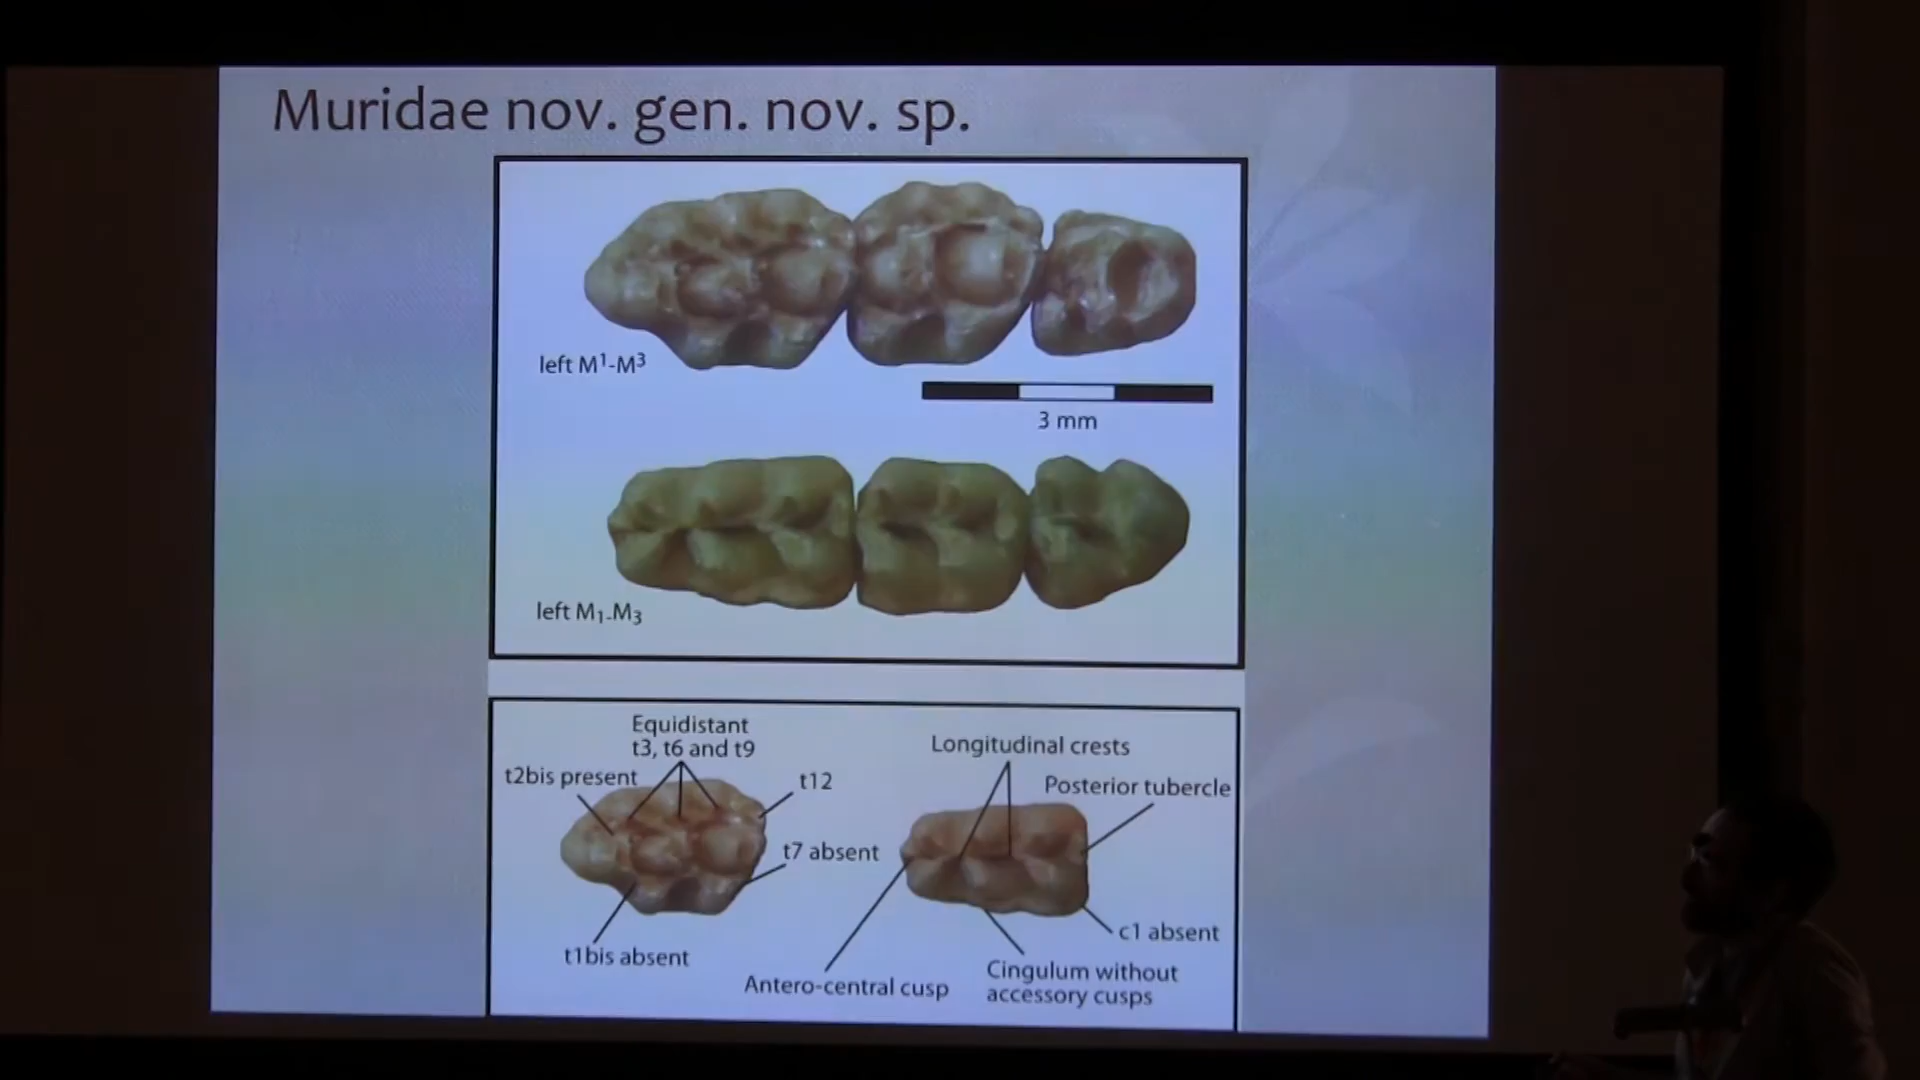 Muridae nov. gen. nov. sp.
left M¹-M³
3 mm
left M₁-M₃
Equidistant
t3, t6 and t9
t2bis present
t12
t7 absent
t1bis absent
Longitudinal crests
Posterior tubercle
c1 absent
Antero-central cusp
Cingulum without
accessory cusps